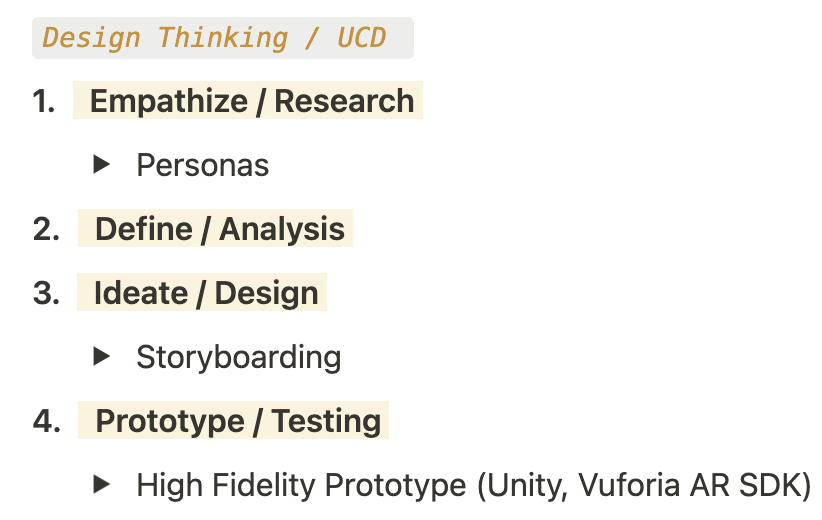 Design Thinking / UCD
1. Empathize / Research
Personas
2. Define / Analysis
3. Ideate / Design
Storyboarding
4. Prototype / Testing
High Fidelity Prototype (Unity, Vuforia AR SDK)